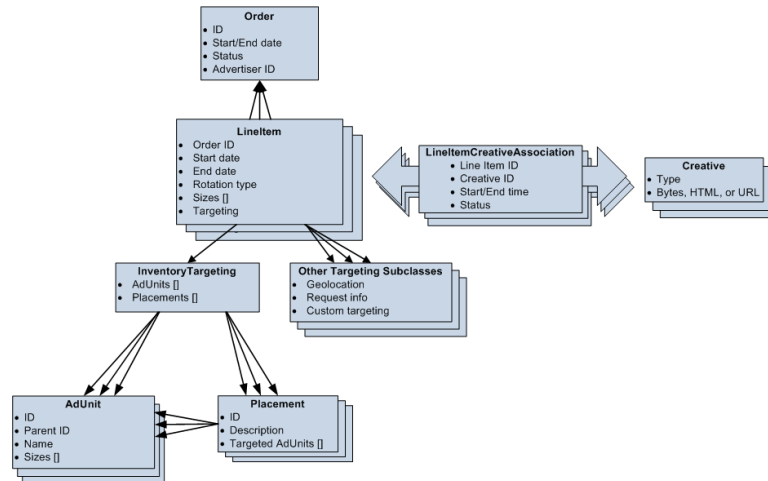 Order
• ID
• Start/End date
• Status
• Advertiser ID
LineItem
• Order ID
• Start date
• End date
• Rotation type
• Sizes []
• Targeting
LineItemCreativeAssociation
• Line Item ID
• Creative ID
• Start/End time
• Status
Creative
• Type
• Bytes, HTML, or URL
InventoryTargeting
• AdUnits []
• Placements []
Other Targeting Subclasses
• Geolocation
• Request info
• Custom targeting
AdUnit
• ID
• Parent ID
• Name
• Sizes []
Placement
• ID
• Description
• Targeted AdUnits []